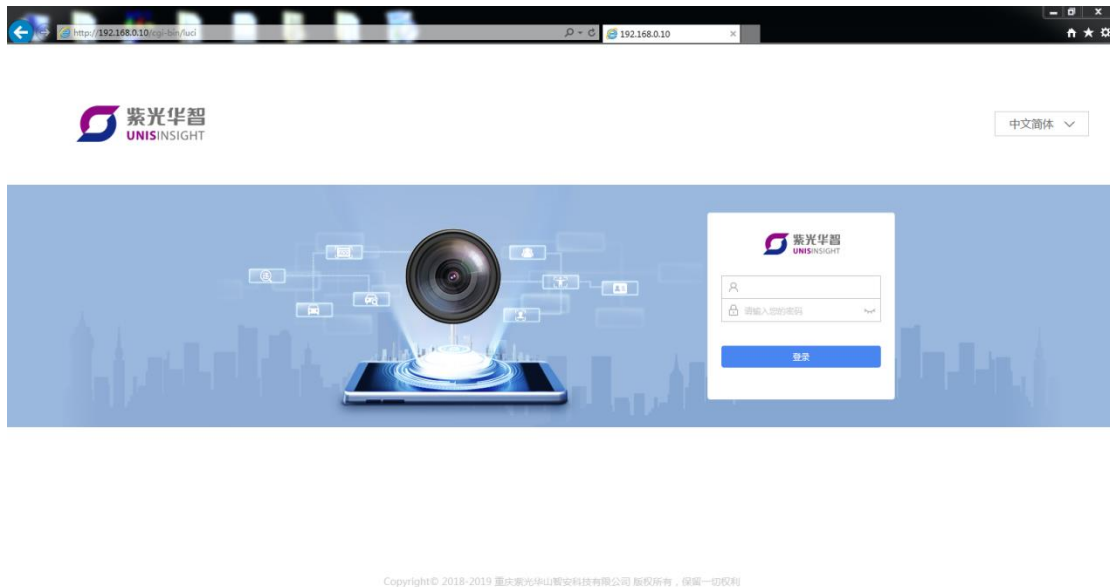 http://192.168.0.10/cgi-bin/luci
192.168.0.10
紫光华智
UNISINSIGHT
中文简体
紫光华智
UNISINSIGHT
请输入您的密码
登录
Copyright© 2018-2019 重庆紫光华山智安科技有限公司 版权所有，保留一切权利